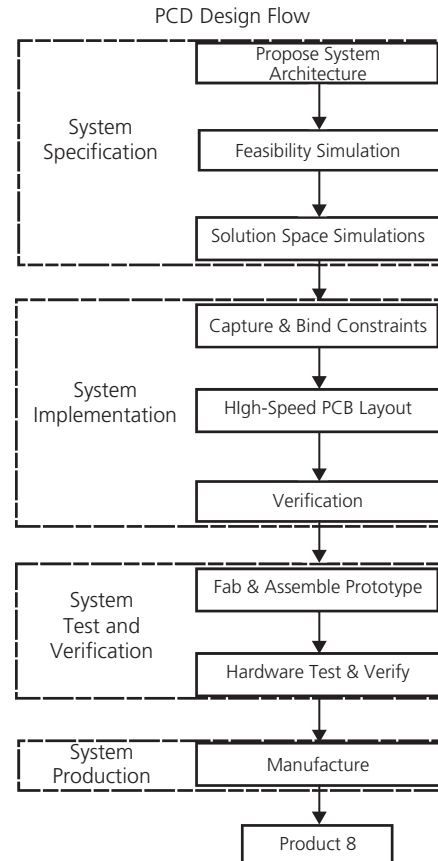 PCD Design Flow
System
Specification
Propose System
Architecture
Feasibility Simulation
Solution Space Simulations
System
Implementation
Capture & Bind Constraints
HIgh-Speed PCB Layout
Verification
System
Test and
Verification
Fab & Assemble Prototype
Hardware Test & Verify
System
Production
Manufacture
Product 8